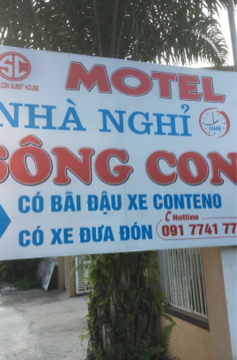 SC
CON GUEST HOUSE
MOTEL
NHÀ NGHỈ
SÔNG CON
CÓ BÃI ĐẬU XE CONTENO
Hotline
CÓ XE ĐƯA ĐÓN 091 7741 77